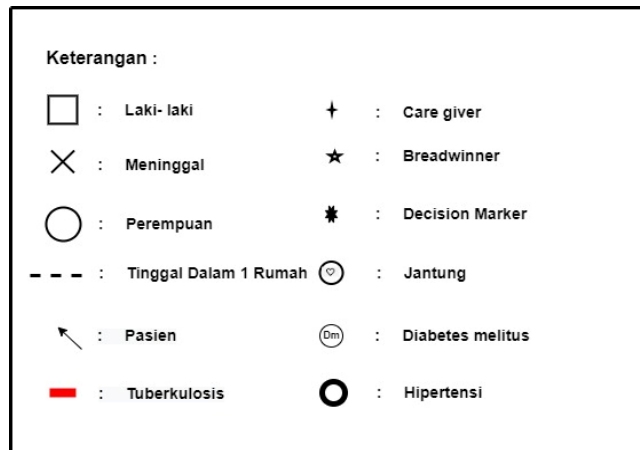 Keterangan :
: Laki- laki
: Care giver
: Meninggal
: Breadwinner
: Perempuan
: Decision Marker
: Tinggal Dalam 1 Rumah
: Jantung
: Pasien
Dm : Diabetes melitus
: Tuberkulosis
: Hipertensi